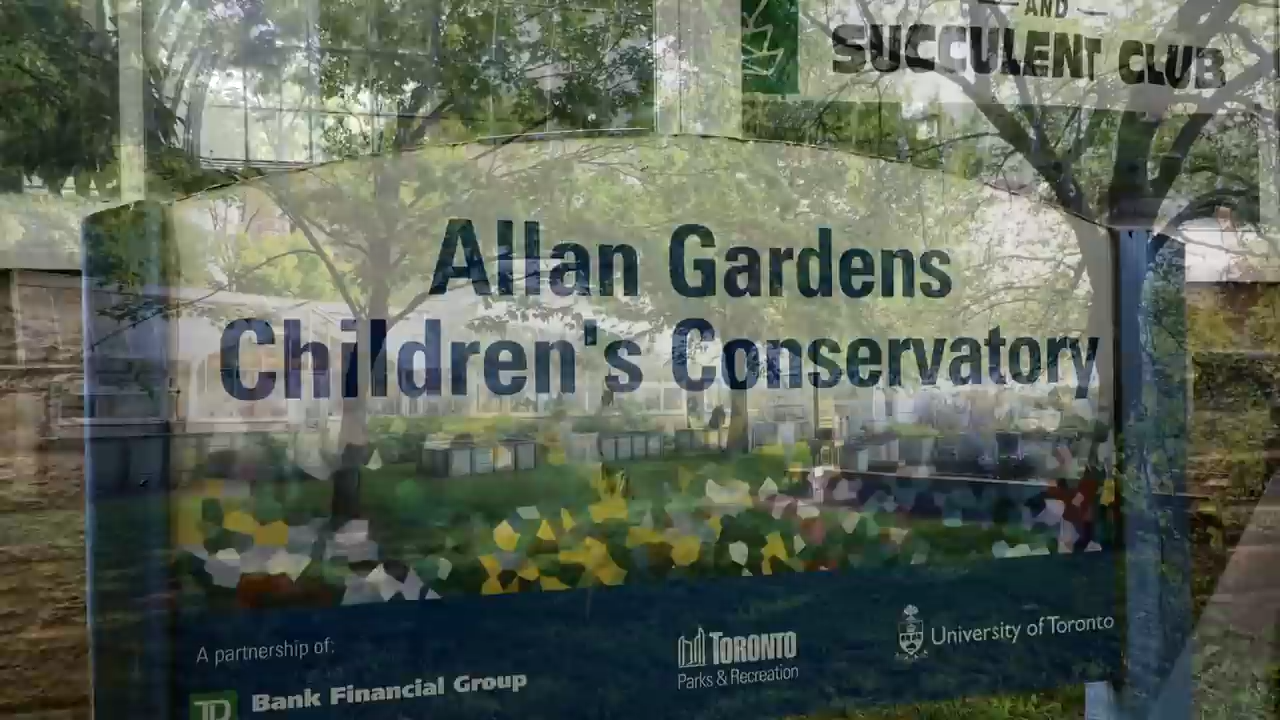 AND
SUCCULENT CLUB
Allan Gardens
Children's Conservatory
A partnership of:
TD Bank Financial Group
TORONTO
Parks & Recreation
University of Toronto